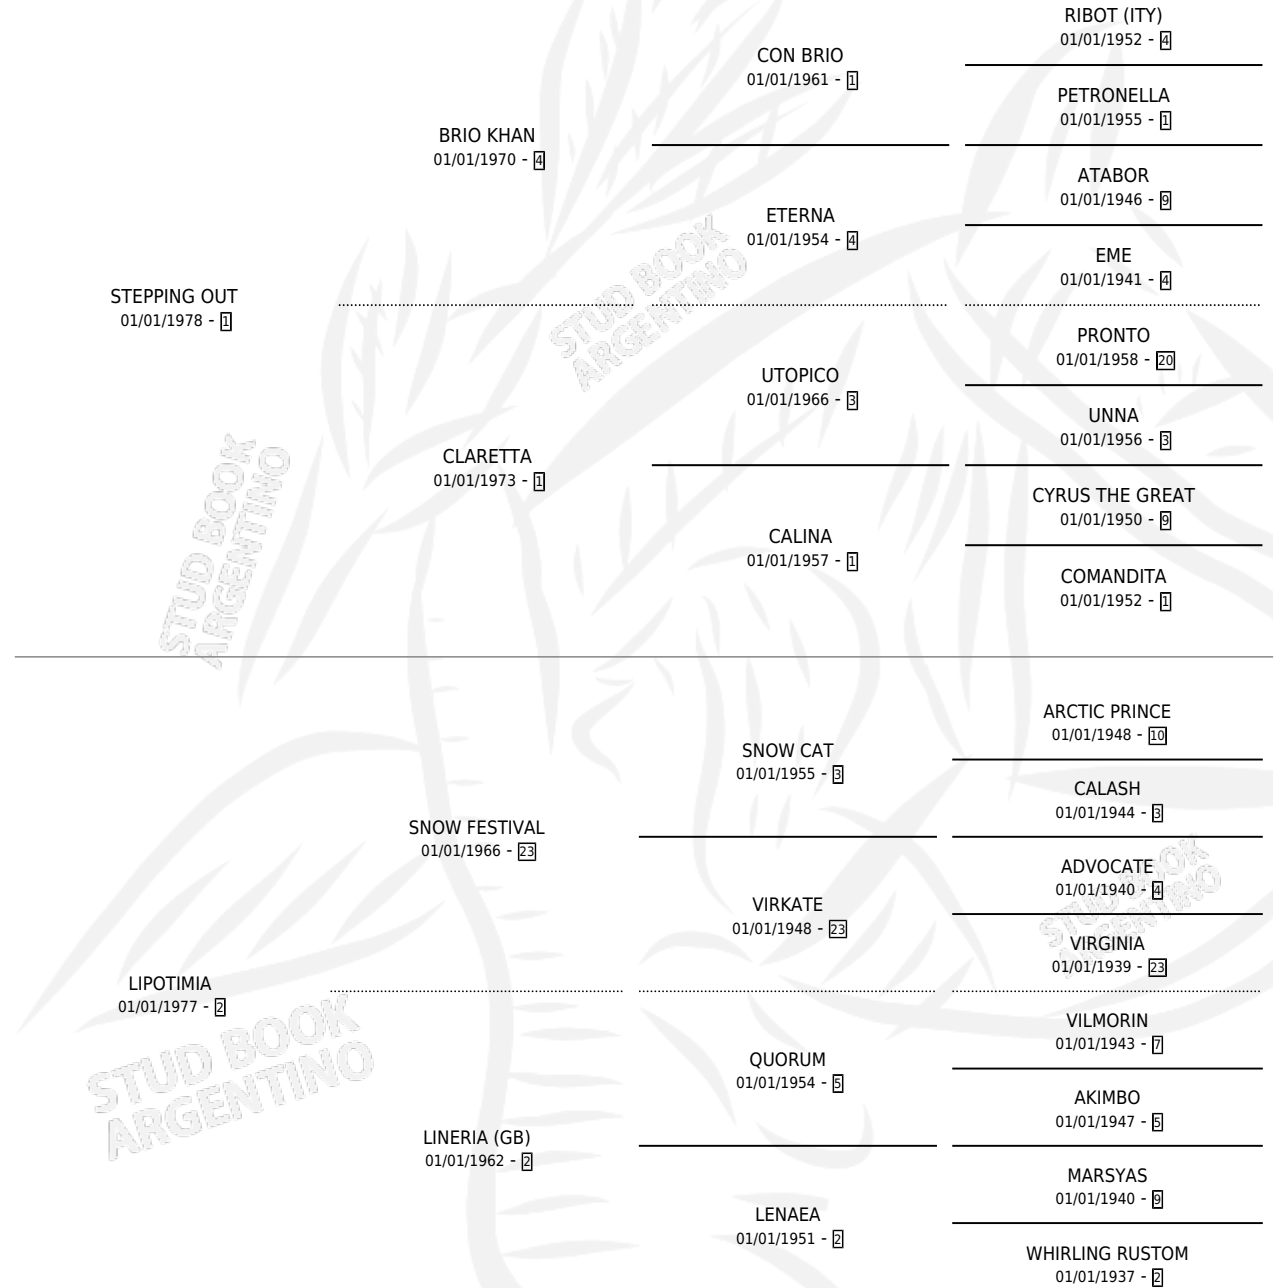 RIBOT (ITY)
01/01/1952 - 4
CON BRIO
01/01/1961 - 1
PETRONELLA
01/01/1955 - 1
BRIO KHAN
01/01/1970 - 4
ATABOR
01/01/1946 - 9
ETERNA
01/01/1954 - 4
EME
01/01/1941 - 4
STEPPING OUT
01/01/1978 - 1
PRONTO
01/01/1958 - 20
UTOPICO
01/01/1966 - 3
UNNA
01/01/1956 - 3
CLARETTA
01/01/1973 - 1
CYRUS THE GREAT
01/01/1950 - 9
CALINA
01/01/1957 - 1
COMANDITA
01/01/1952 - 1
ARCTIC PRINCE
01/01/1948 - 10
SNOW CAT
01/01/1955 - 3
CALASH
01/01/1944 - 3
SNOW FESTIVAL
01/01/1966 - 23
ADVOCATE
01/01/1940 - 4
VIRKATE
01/01/1948 - 23
VIRGINIA
01/01/1939 - 23
LIPOTIMIA
01/01/1977 - 2
VILMORIN
01/01/1943 - 7
QUORUM
01/01/1954 - 5
AKIMBO
01/01/1947 - 5
LINERIA (GB)
01/01/1962 - 2
MARSYAS
01/01/1940 - 9
LENAEA
01/01/1951 - 2
WHIRLING RUSTOM
01/01/1937 - 2
STUD BOOK
ARGENTINO
STUD BOOK
ARGENTINO
STUD BOOK
ARGENTINO
STUD BOOK
ARGENTINO